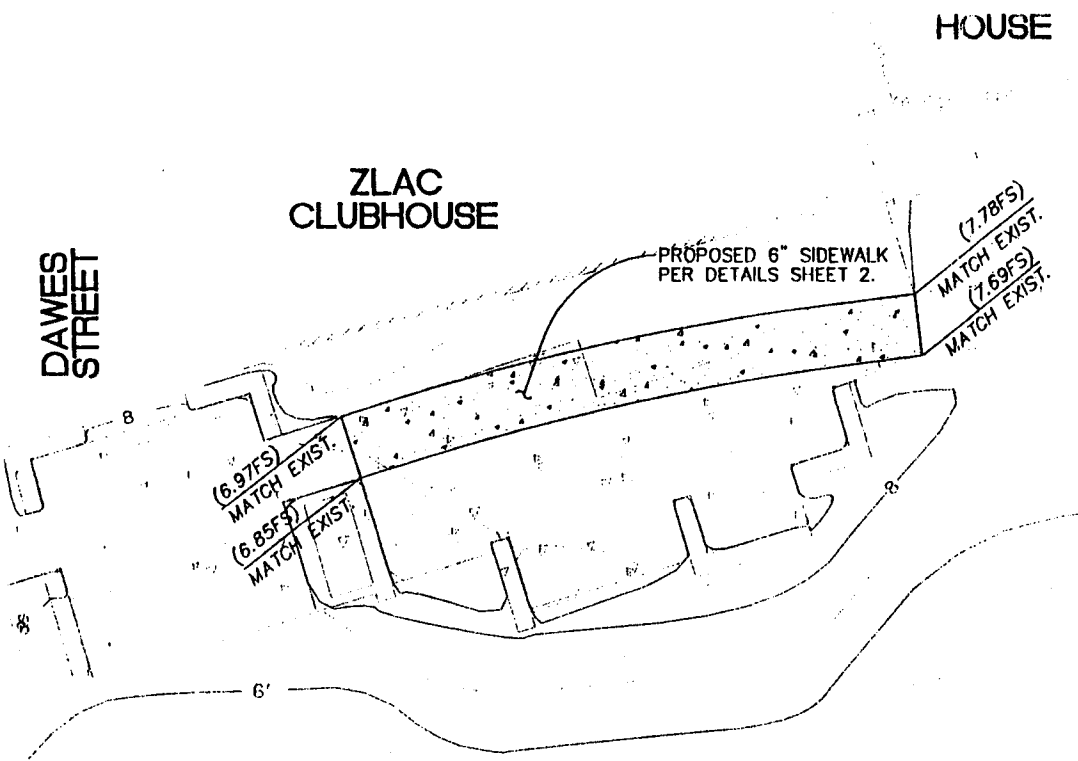 HOUSE
ZLAC
CLUBHOUSE
DAWES
STREET
PROPOSED 6" SIDEWALK
PER DETAILS SHEET 2.
(7.78FS)
MATCH EXIST.
(7.69FS)
MATCH EXIST.
8
(6.97FS)
MATCH EXIST.
(6.85FS)
MATCH EXIST.
8
6'